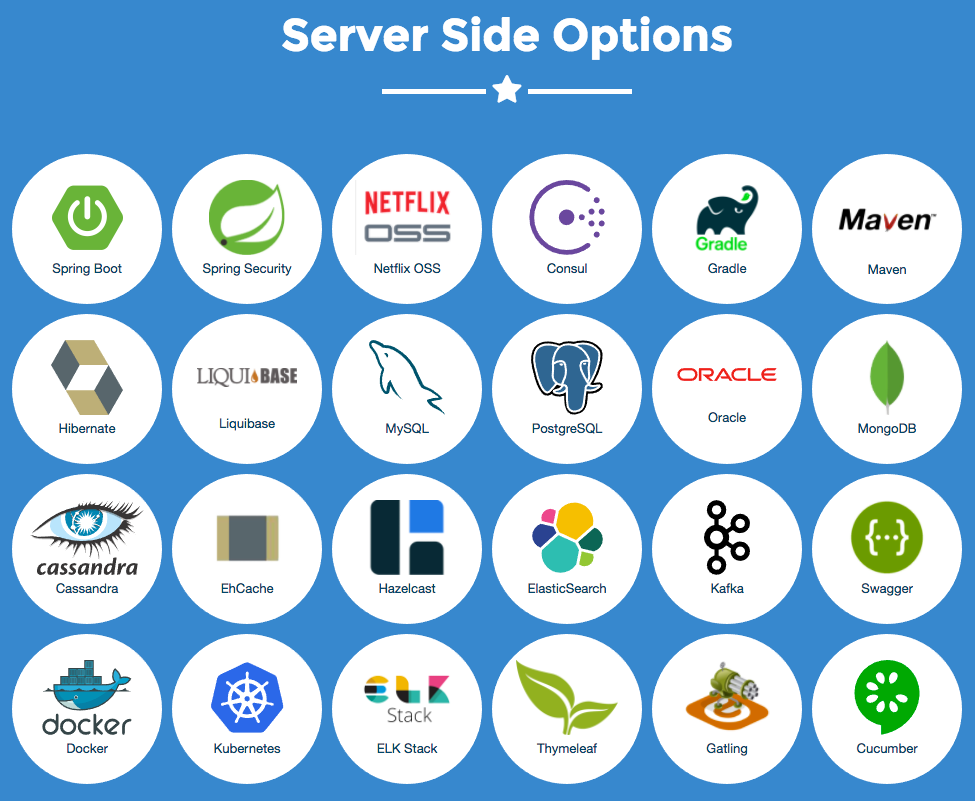 Server Side Options
NETFLIX
OSS
Gradle
Maven™
Spring Boot
Spring Security
Netflix OSS
Consul
Gradle
Maven
LIQUIBASE
ORACLE
Hibernate
Liquibase
MySQL
PostgreSQL
Oracle
MongoDB
cassandra
{···}
Cassandra
EhCache
Hazelcast
ElasticSearch
Kafka
Swagger
docker
ELK
Stack
Docker
Kubernetes
ELK Stack
Thymeleaf
Gatling
Cucumber